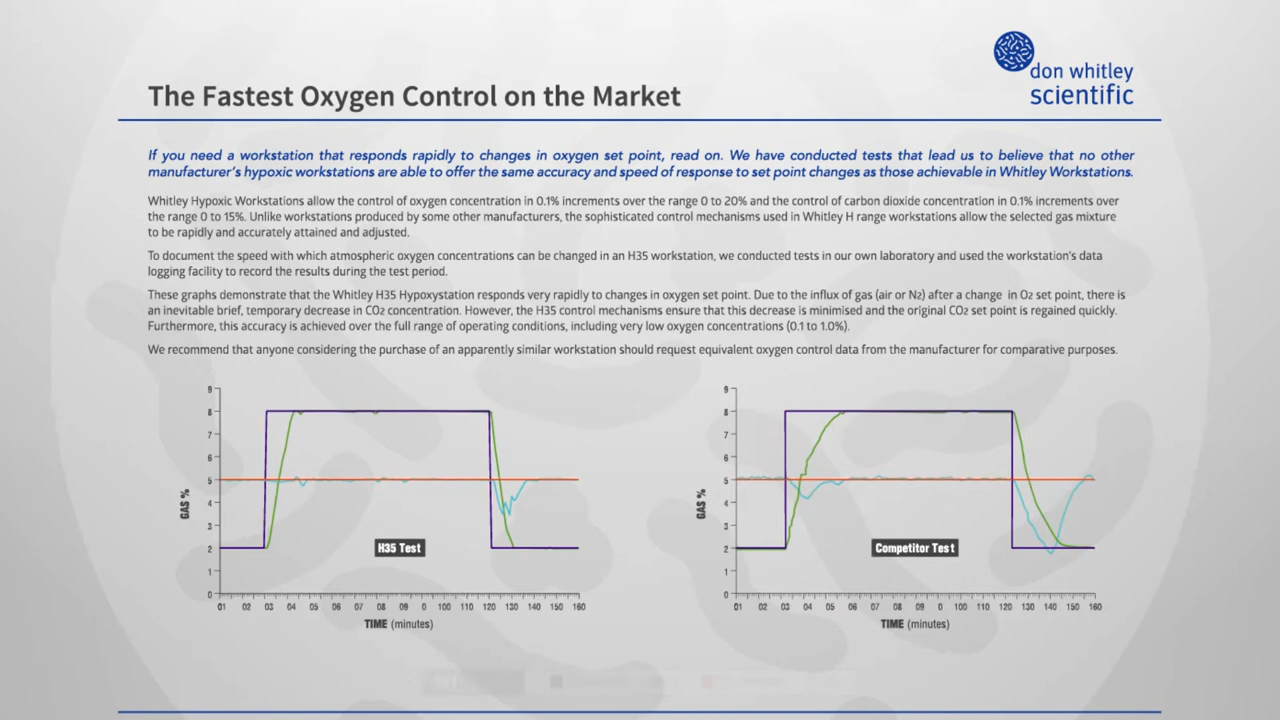 don whitley
scientific
The Fastest Oxygen Control on the Market
If you need a workstation that responds rapidly to changes in oxygen set point, read on. We have conducted tests that lead us to believe that no other
manufacturer's hypoxic workstations are able to offer the same accuracy and speed of response to set point changes as those achievable in Whitley Workstations.
Whitley Hypoxic Workstations allow the control of oxygen concentration in 0.1% increments over the range 0 to 20% and the control of carbon dioxide concentration in 0.1% increments over
the range 0 to 15%. Unlike workstations produced by some other manufacturers, the sophisticated control mechanisms used in Whitley H range workstations allow the selected gas mixture
to be rapidly and accurately attained and adjusted.
To document the speed with which atmospheric oxygen concentrations can be changed in an H35 workstation, we conducted tests in our own laboratory and used the workstation's data
logging facility to record the results during the test period.
These graphs demonstrate that the Whitley H35 Hypoxystation responds very rapidly to changes in oxygen set point. Due to the influx of gas (air or N2) after a change in O2 set point, there is
an inevitable brief, temporary decrease in CO2 concentration. However, the H35 control mechanisms ensure that this decrease is minimised and the original CO2 set point is regained quickly.
Furthermore, this accuracy is achieved over the full range of operating conditions, including very low oxygen concentrations (0.1 to 1.0%).
We recommend that anyone considering the purchase of an apparently similar workstation should request equivalent oxygen control data from the manufacturer for comparative purposes.
9
8
7
6
5
4
3
2
1
0
GAS %
H35 Test
01 02 03 04 05 06 07 08 09 0 100 110 120 130 140 150 160
TIME (minutes)
9
8
7
6
5
4
3
2
1
0
GAS %
Competitor Test
01 02 03 04 05 06 07 08 09 0 100 110 120 130 140 150 160
TIME (minutes)